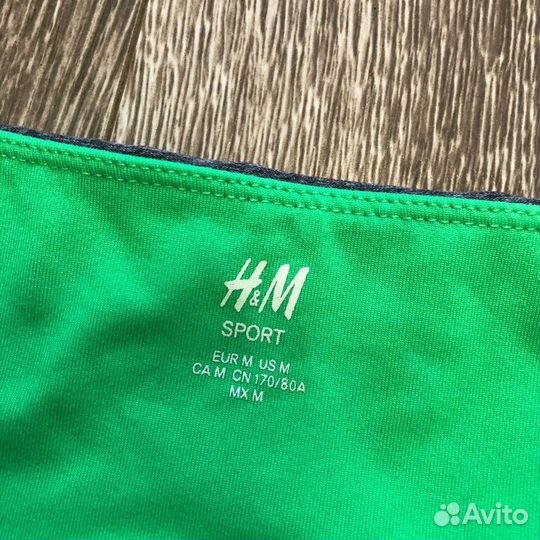 H&M
SPORT
EUR M US M
CA M CN 170/80A
MX M
Avito